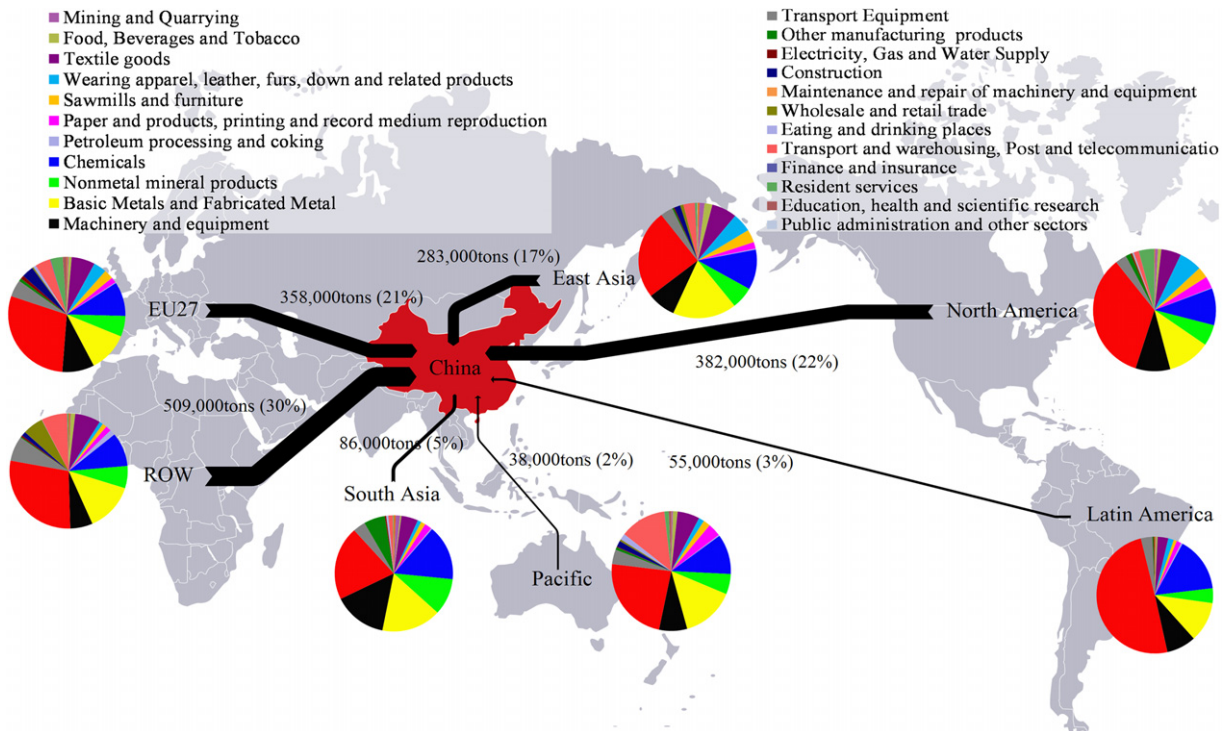 Mining and Quarrying
Food, Beverages and Tobacco
Textile goods
Wearing apparel, leather, furs, down and related products
Sawmills and furniture
Paper and products, printing and record medium reproduction
Petroleum processing and coking
Chemicals
Nonmetal mineral products
Basic Metals and Fabricated Metal
Machinery and equipment
Transport Equipment
Other manufacturing products
Electricity, Gas and Water Supply
Construction
Maintenance and repair of machinery and equipment
Wholesale and retail trade
Eating and drinking places
Transport and warehousing, Post and telecommunicatio
Finance and insurance
Resident services
Education, health and scientific research
Public administration and other sectors
283,000tons (17%)
East Asia
358,000tons (21%)
EU27
North America
China
382,000tons (22%)
509,000tons (30%)
86,000tons (5%)
38,000tons (2%)
55,000tons (3%)
ROW
South Asia
Latin America
Pacific